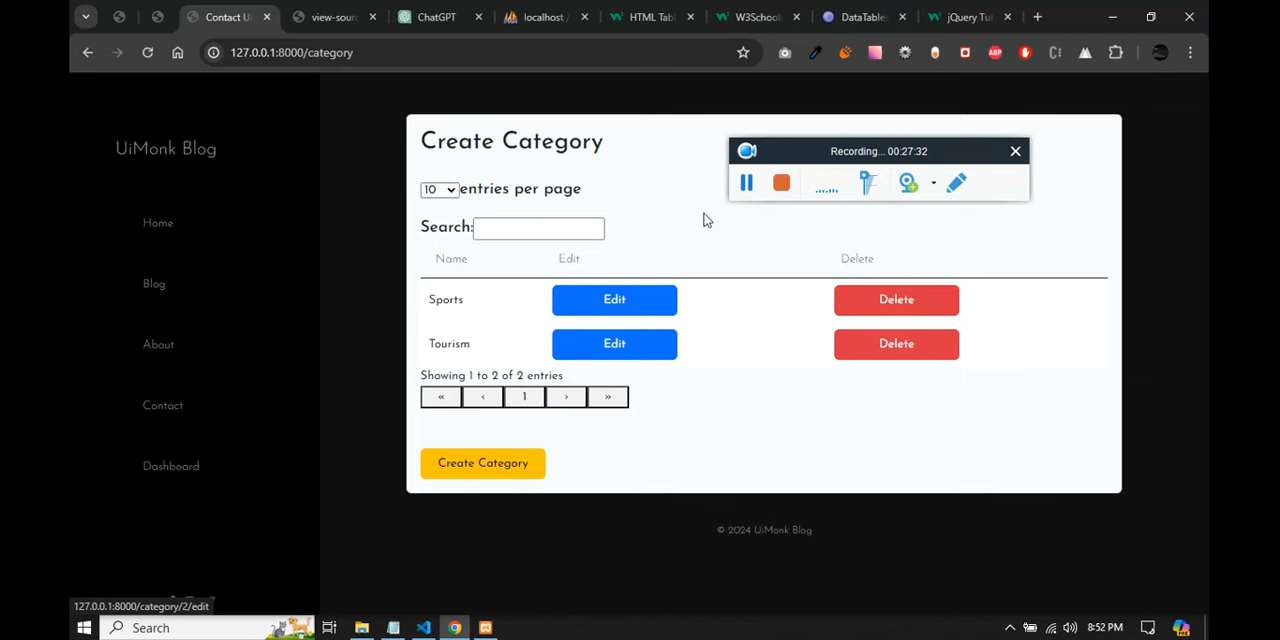 Contact U
view-sourc
ChatGPT
localhost /
HTML Tab
W3School
DataTables
jQuery Tut
127.0.0.1:8000/category
UiMonk Blog
Home
Blog
About
Contact
Dashboard
Create Category
Recording... 00:27:32
10 entries per page
Search:
Name Edit Delete
Sports Edit Delete
Tourism Edit Delete
Showing 1 to 2 of 2 entries
« ‹ 1 › »
Create Category
© 2024 UiMonk Blog
127.0.0.1:8000/category/2/edit
Search
8:52 PM